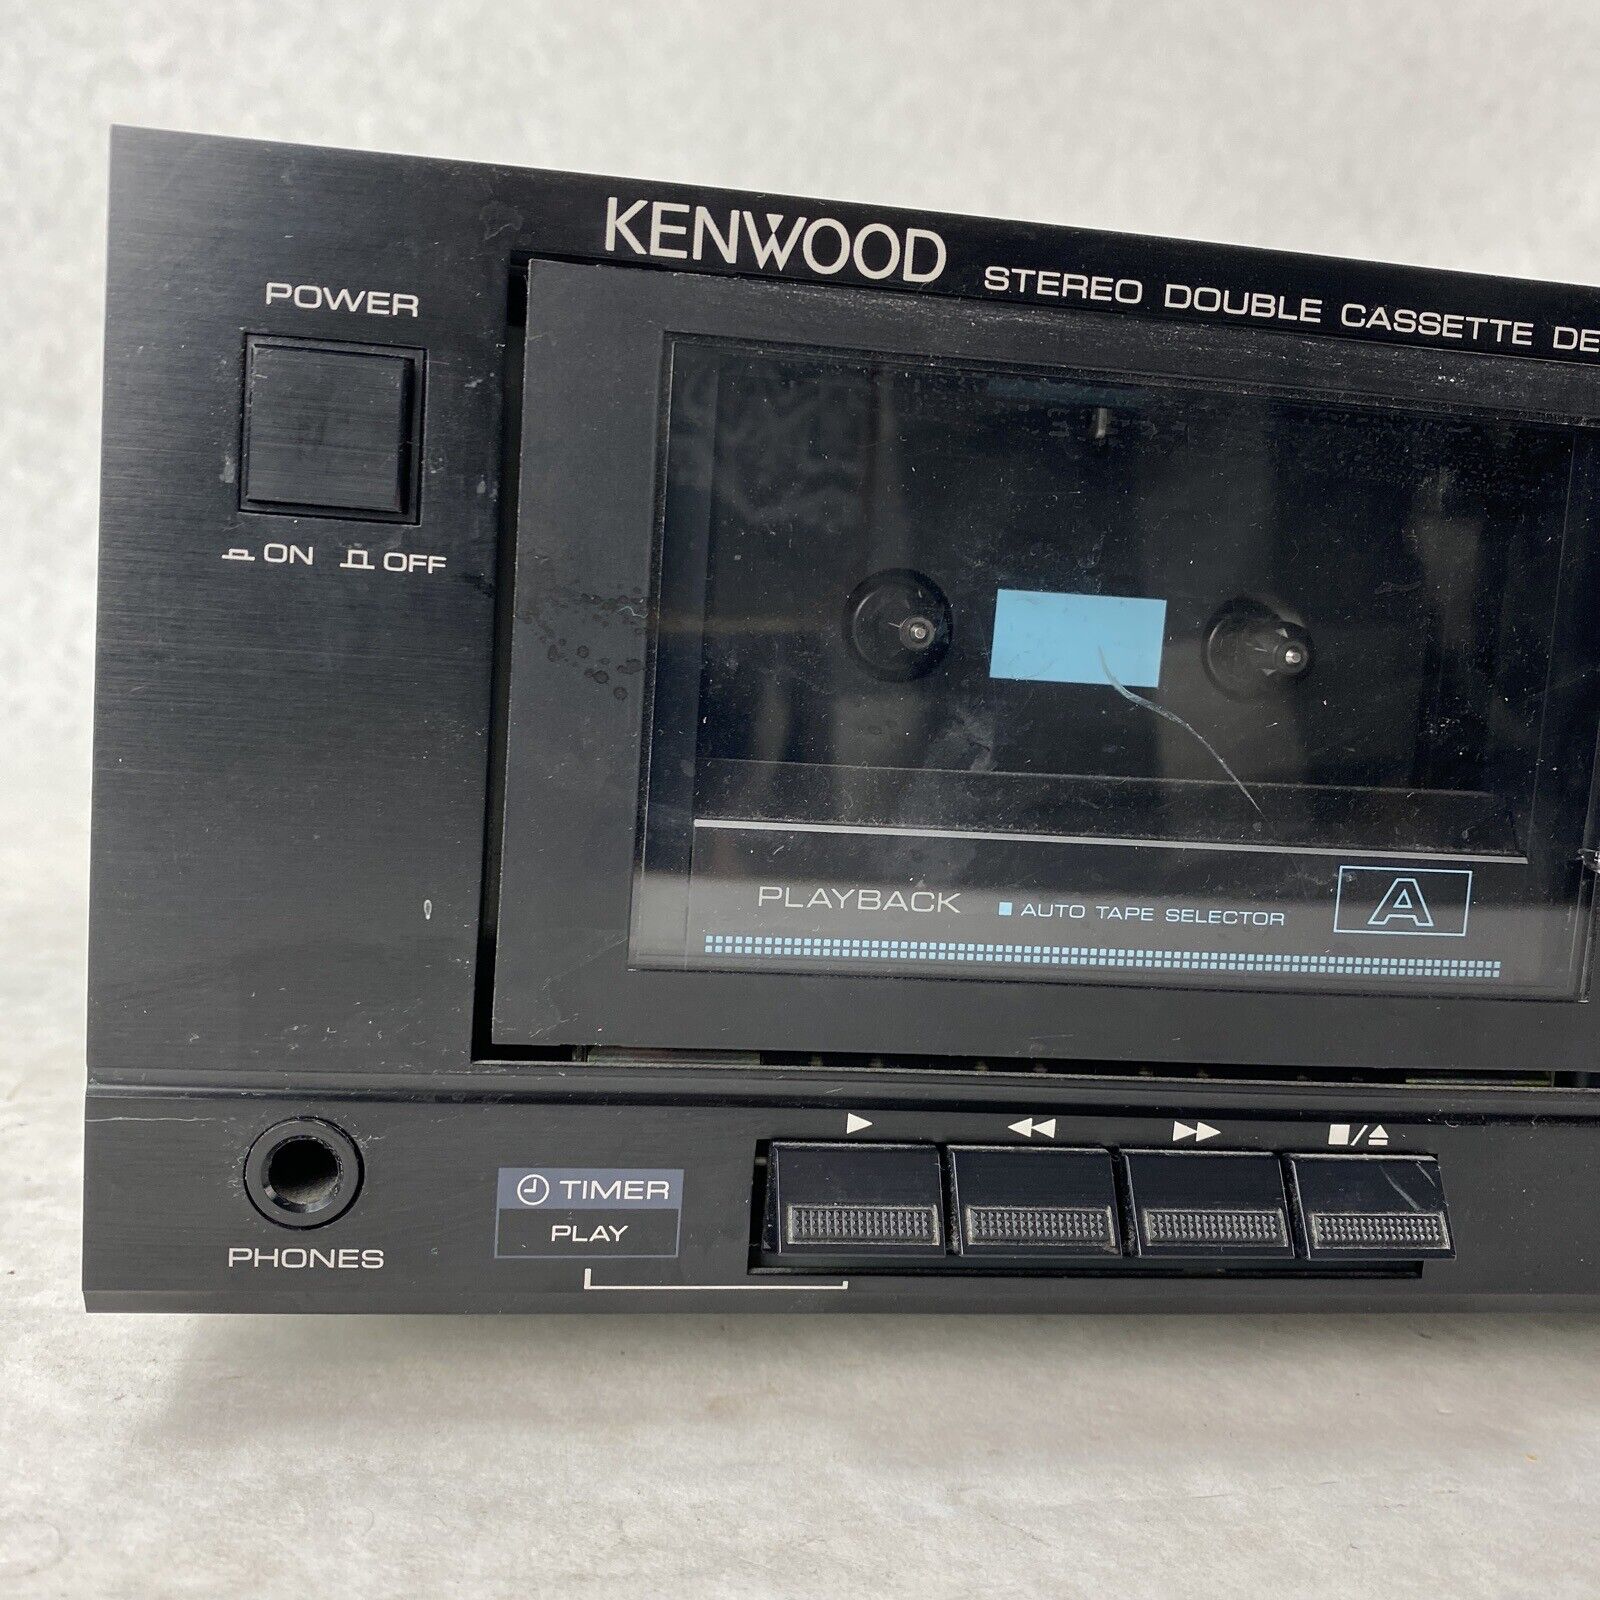 KENWOOD STEREO DOUBLE CASSETTE DE
POWER
ON OFF
PLAYBACK AUTO TAPE SELECTOR A
TIMER
PLAY
PHONES